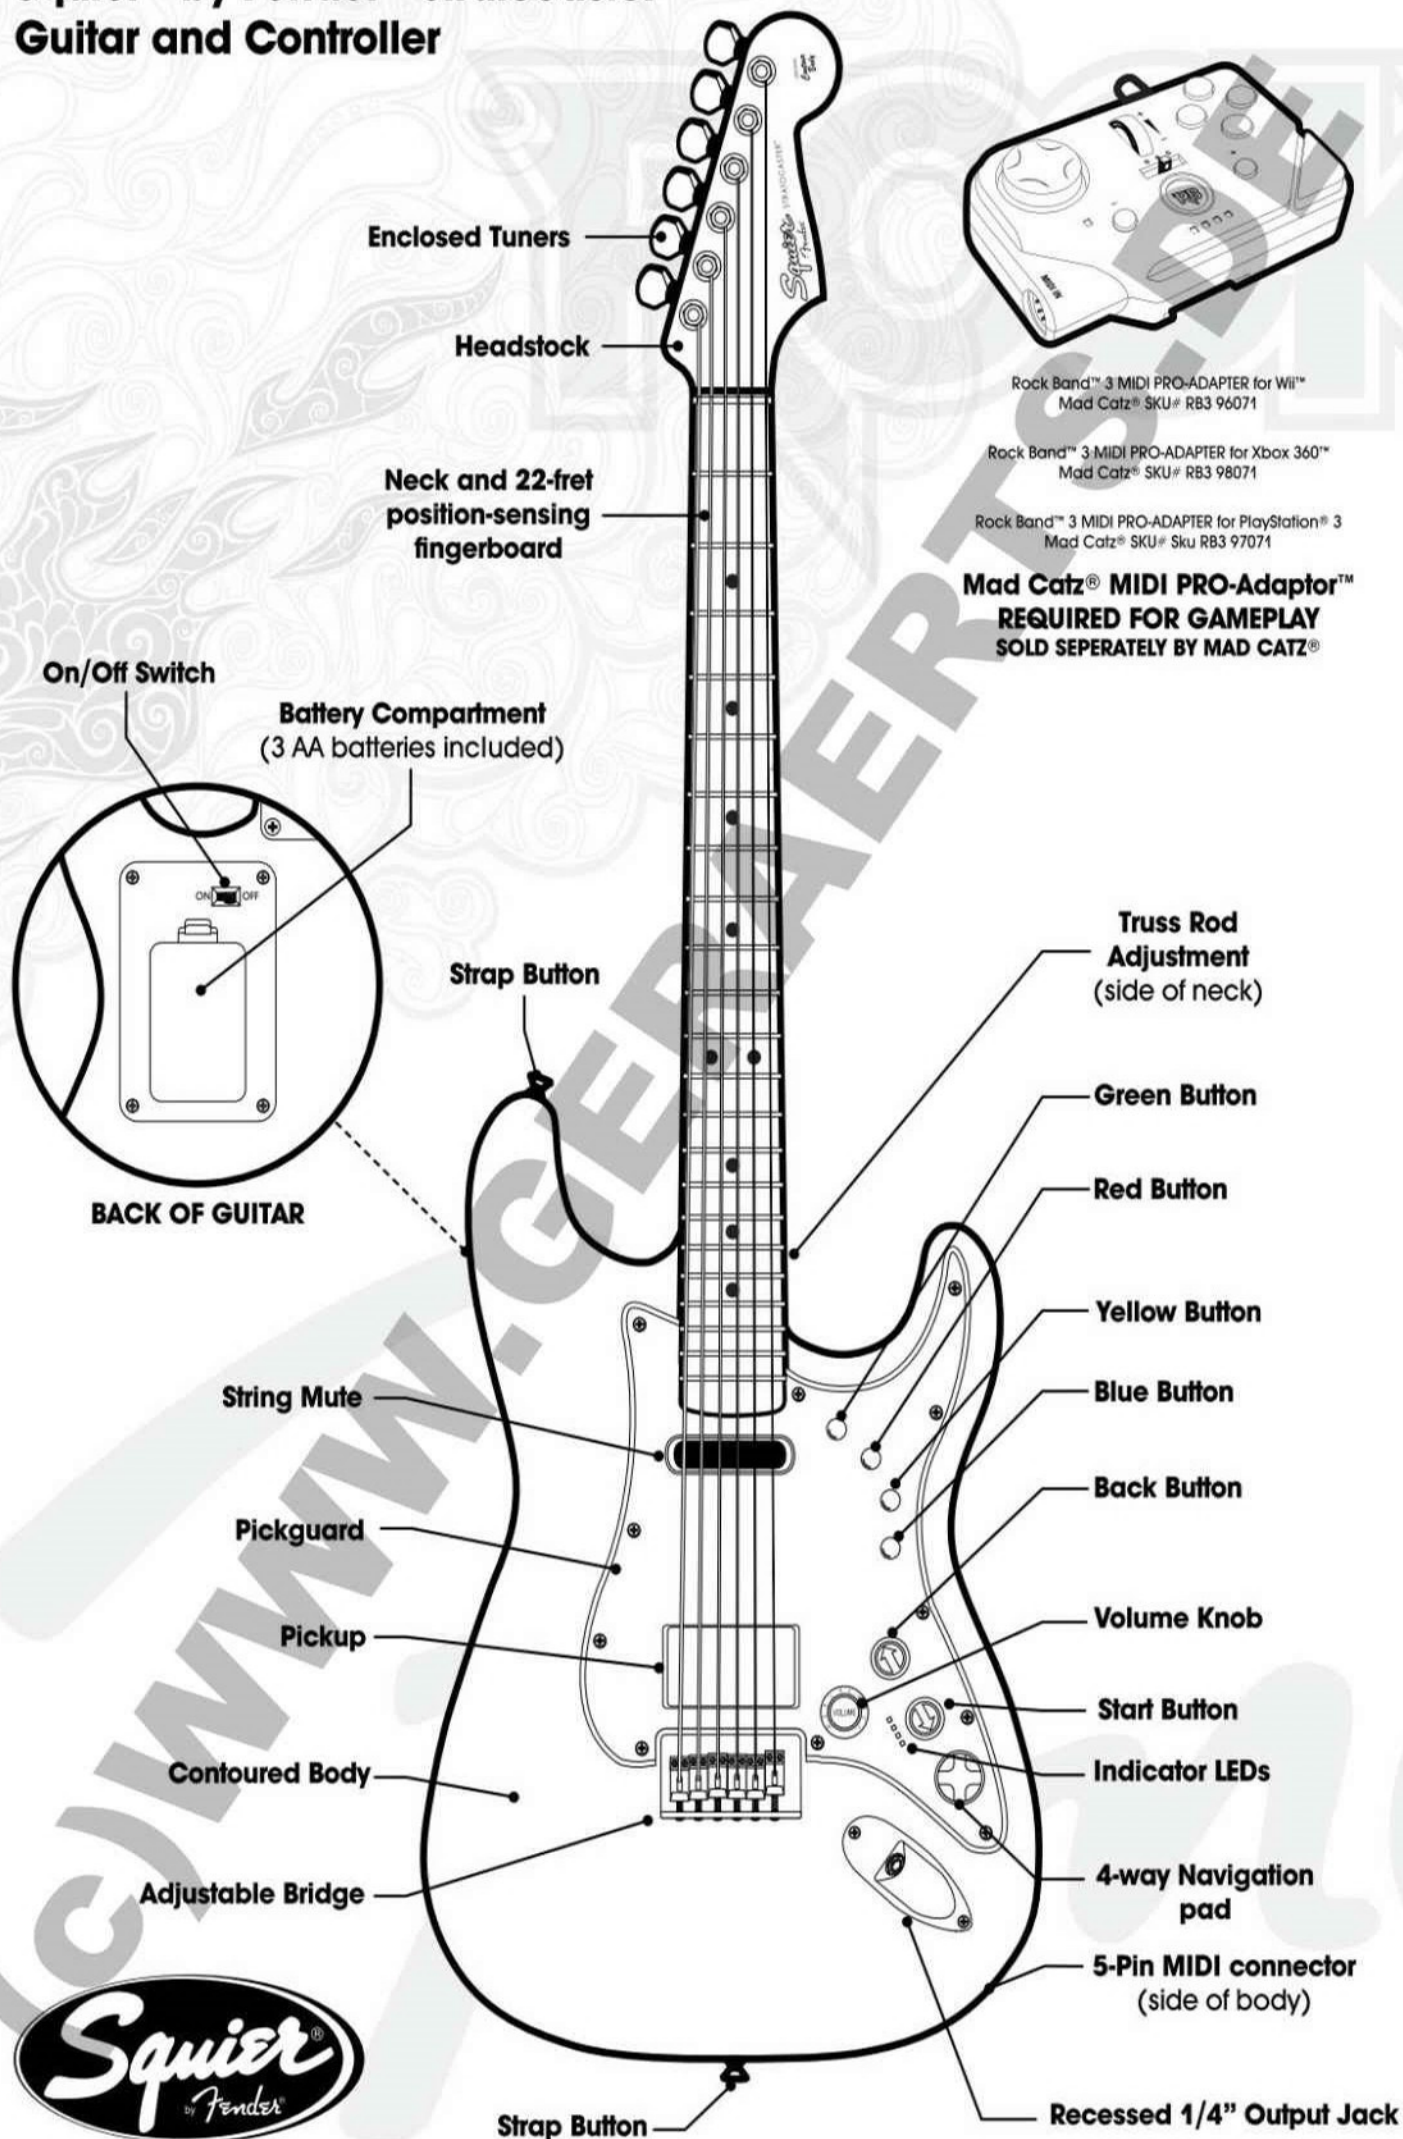 Guitar and Controller
Enclosed Tuners
Headstock
Neck and 22-fret
position-sensing
fingerboard
Squier
Fender
STRATOCASTER™
MIDI IN
Rock Band™ 3 MIDI PRO-ADAPTER for Wii™
Mad Catz® SKU# RB3 96071
Rock Band™ 3 MIDI PRO-ADAPTER for Xbox 360™
Mad Catz® SKU# RB3 98071
Rock Band™ 3 MIDI PRO-ADAPTER for PlayStation® 3
Mad Catz® SKU# Sku RB3 97071
Mad Catz® MIDI PRO-Adaptor™
REQUIRED FOR GAMEPLAY
SOLD SEPERATELY BY MAD CATZ®
On/Off Switch
Battery Compartment
(3 AA batteries included)
ON OFF
BACK OF GUITAR
Strap Button
Truss Rod
Adjustment
(side of neck)
Green Button
Red Button
Yellow Button
Blue Button
Back Button
Volume Knob
VOLUME
Start Button
Indicator LEDs
4-way Navigation
pad
5-Pin MIDI connector
(side of body)
Recessed 1/4” Output Jack
String Mute
Pickguard
Pickup
Contoured Body
Adjustable Bridge
Strap Button
Squier®
by Fender®
(c)WWW.GERAERTS.DE